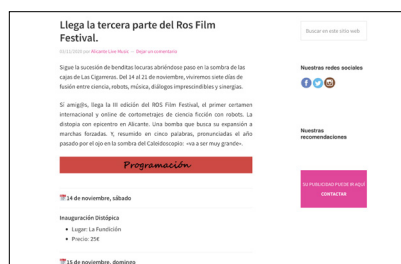 Llega la tercera parte del Ros Film
Festival.
03/11/2020 por Alicante Live Music — Dejar un comentario
Sigue la sucesión de benditas locuras abriéndose paso en la sombra de las
cajas de Las Cigarreras. Del 14 al 21 de noviembre, viviremos siete días de
fusión entre ciencia, robots, música, diálogos imprescindibles y sinergias.
Sí amig@s, llega la III edición del ROS Film Festival, el primer certamen
internacional y online de cortometrajes de ciencia ficción con robots. La
distopía con epicentro en Alicante. Una bomba que busca su expansión a
marchas forzadas. Y, resumido en cinco palabras, pronunciadas el año
pasado por el ojo en la sombra del Caleidoscopio: «va a ser muy grande».
Programación
14 de noviembre, sábado
Inauguración Distópica
• Lugar: La Fundición
• Precio: 25€
15 de noviembre, domingo
Buscar en este sitio web
Nuestras redes sociales
Nuestras
recomendaciones
SU PUBLICIDAD PUEDE IR AQUÍ
CONTACTAR